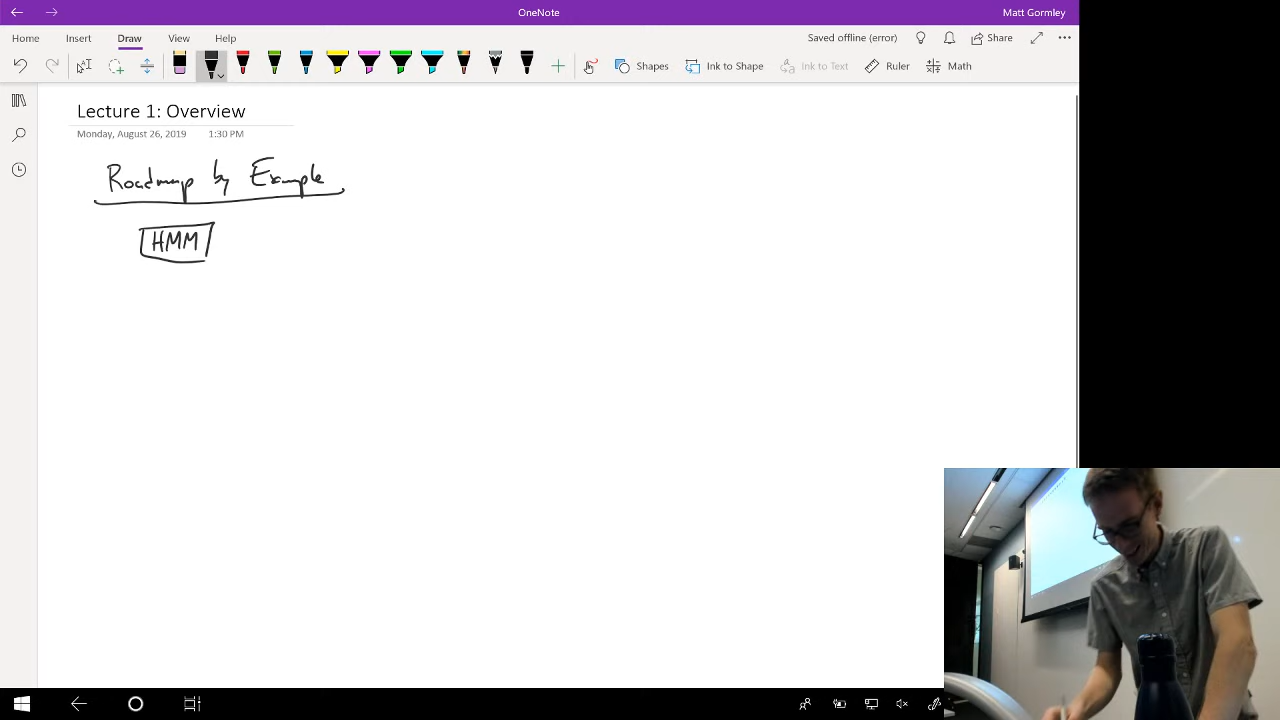 OneNote
Matt Gormley
Home Insert Draw View Help
Saved offline (error)
Share
Shapes
Ink to Shape
Ink to Text
Ruler
Math
Lecture 1: Overview
Monday, August 26, 2019 1:30 PM
Roadmap by Example
HMM